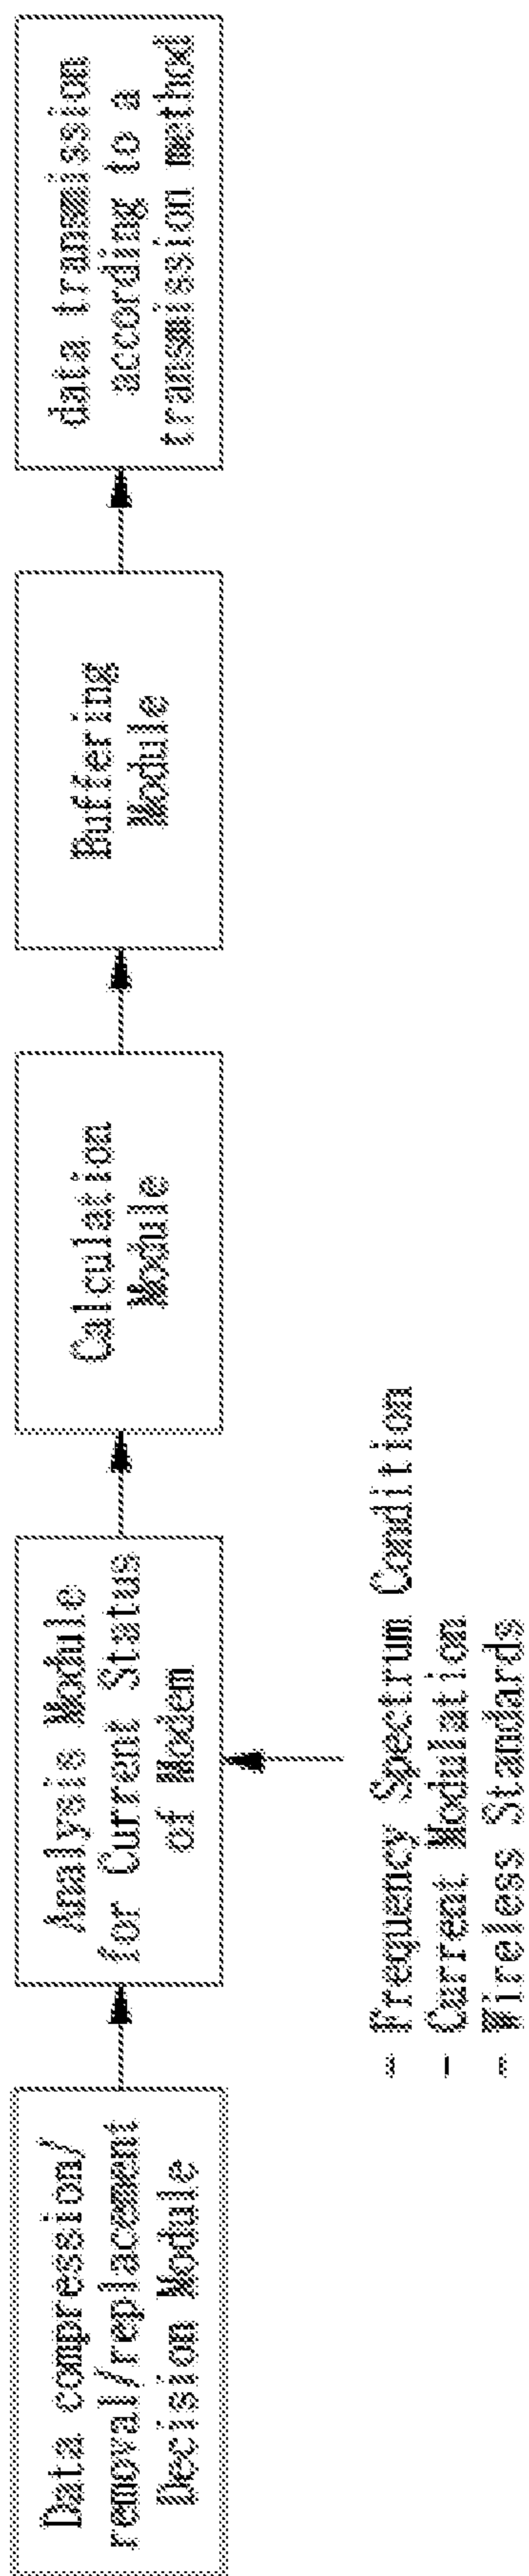 Data compression/
removal/replacement
Decision Module
Analysis Module
for Current Status
of Modem
Calculation
Module
Buffering
Module
data transmission
according to a
transmission method
- Frequency Spectrum Condition
- Current Modulation
- Wireless Standards